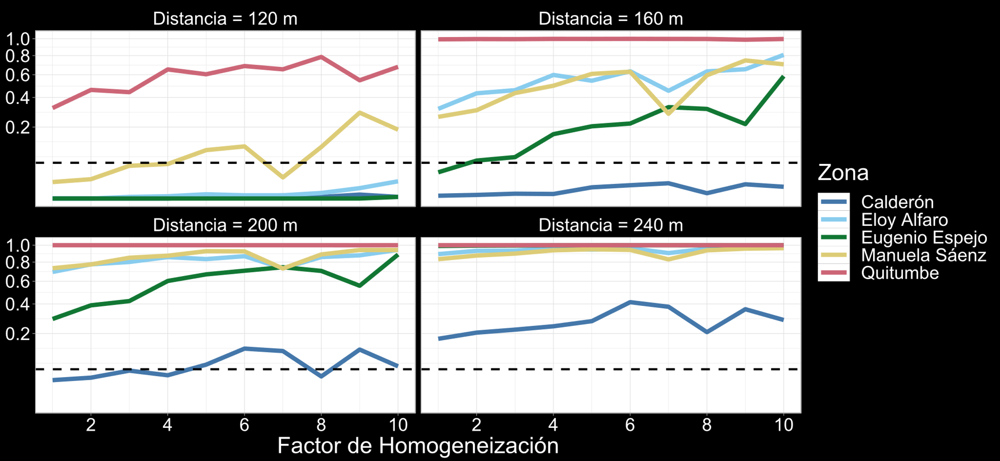 Distancia = 120 m
Distancia = 160 m
1.0
0.8
0.6
0.4
0.2
Distancia = 200 m
Distancia = 240 m
1.0
0.8
0.6
0.4
0.2
2 4 6 8 10
2 4 6 8 10
Factor de Homogeneización
Zona
Calderón
Eloy Alfaro
Eugenio Espejo
Manuela Sáenz
Quitumbe